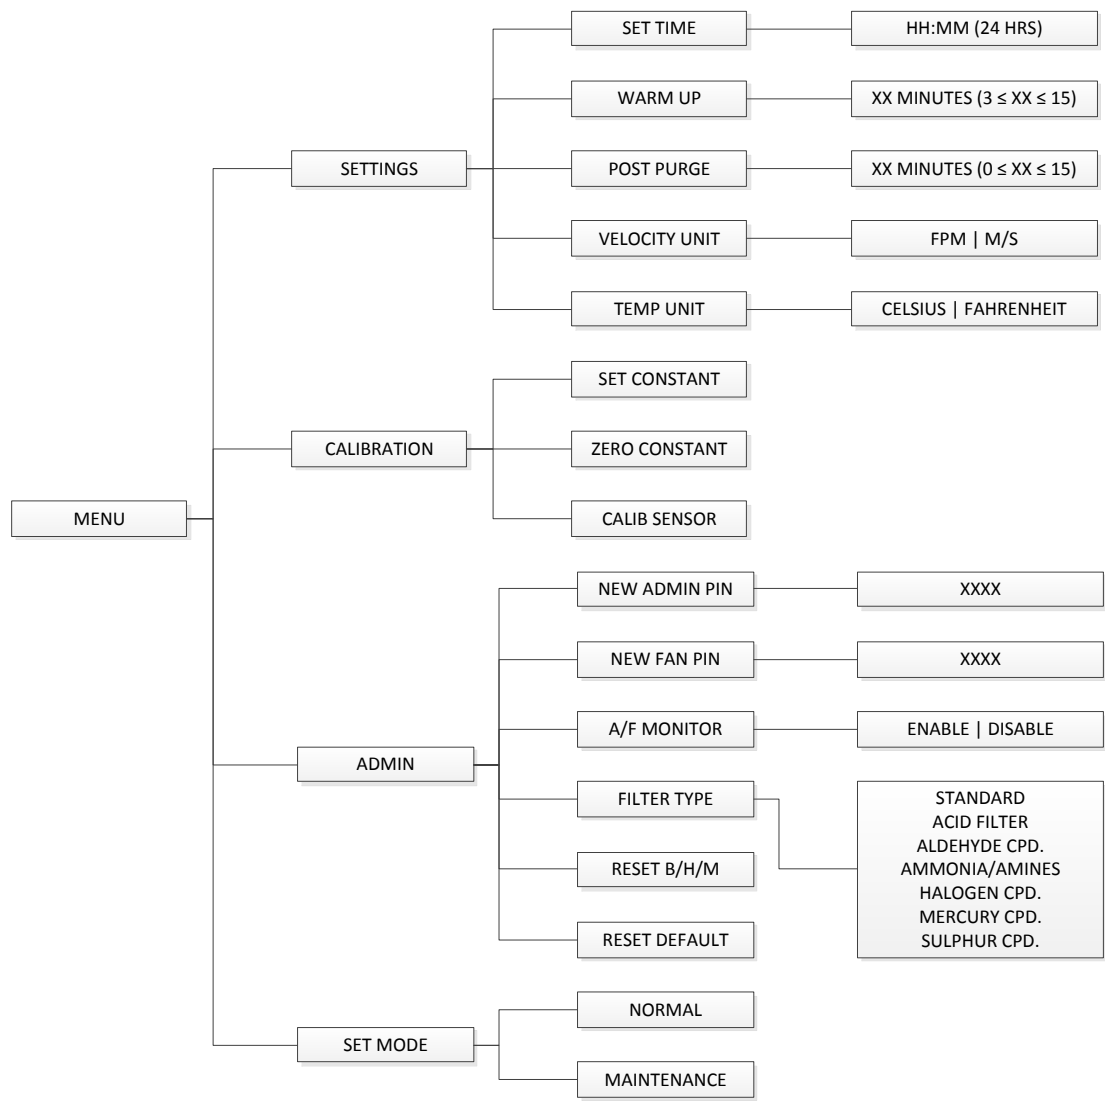 SET TIME
HH:MM (24 HRS)
WARM UP
XX MINUTES (3 ≤ XX ≤ 15)
SETTINGS
POST PURGE
XX MINUTES (0 ≤ XX ≤ 15)
VELOCITY UNIT
FPM | M/S
TEMP UNIT
CELSIUS | FAHRENHEIT
SET CONSTANT
CALIBRATION
ZERO CONSTANT
MENU
CALIB SENSOR
NEW ADMIN PIN
XXXX
NEW FAN PIN
XXXX
A/F MONITOR
ENABLE | DISABLE
ADMIN
FILTER TYPE
STANDARD
ACID FILTER
ALDEHYDE CPD.
AMMONIA/AMINES
HALOGEN CPD.
MERCURY CPD.
SULPHUR CPD.
RESET B/H/M
RESET DEFAULT
NORMAL
SET MODE
MAINTENANCE